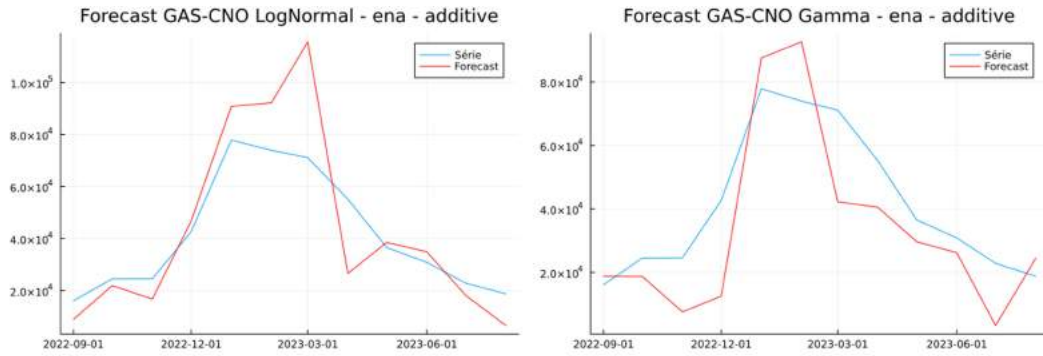 Forecast GAS-CNO LogNormal - ena - additive
Série
Forecast
1.0×10⁵
8.0×10⁴
6.0×10⁴
4.0×10⁴
2.0×10⁴
2022-09-01 2022-12-01 2023-03-01 2023-06-01
Forecast GAS-CNO Gamma - ena - additive
Série
Forecast
8.0×10⁴
6.0×10⁴
4.0×10⁴
2.0×10⁴
2022-09-01 2022-12-01 2023-03-01 2023-06-01